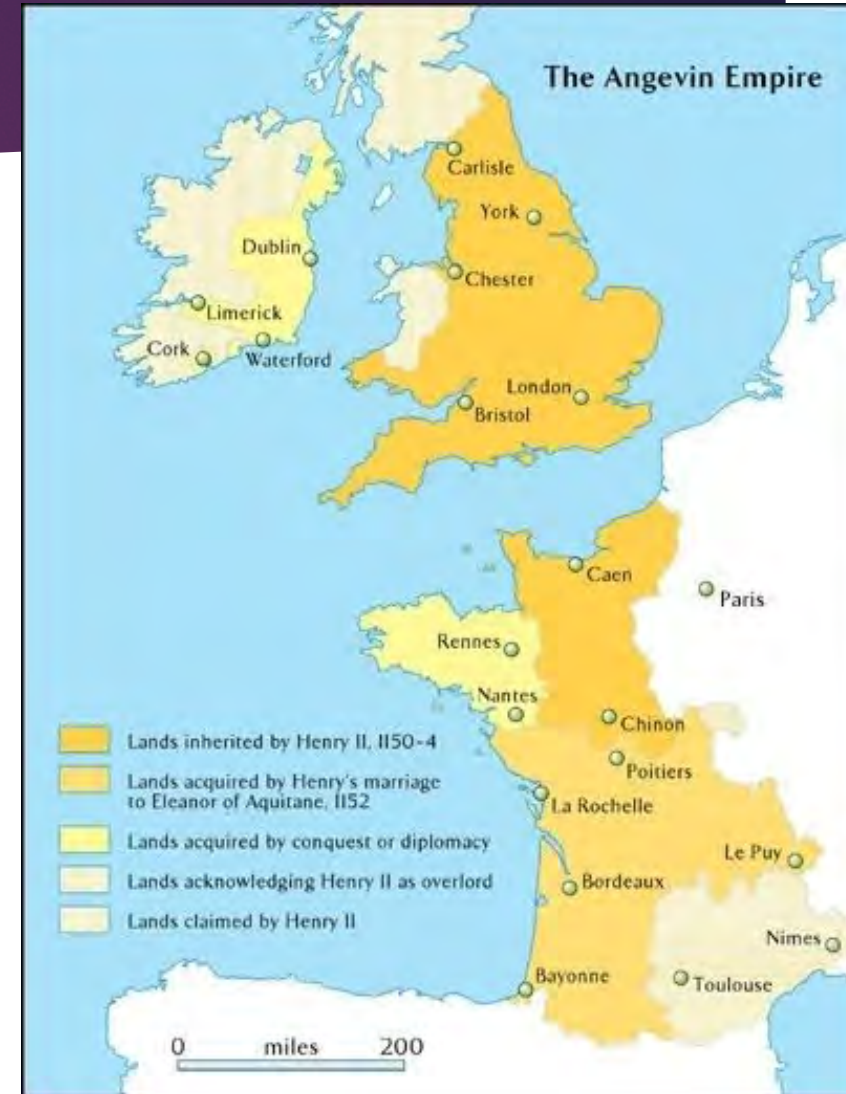 The Angevin Empire
Carlisle
York
Dublin
Chester
Limerick
Cork
Waterford
London
Bristol
Caen
Paris
Rennes
Nantes
Chinon
Poitiers
La Rochelle
Le Puy
Bordeaux
Nimes
Toulouse
Bayonne
Lands inherited by Henry II, 1150-4
Lands acquired by Henry's marriage
to Eleanor of Aquitane, 1152
Lands acquired by conquest or diplomacy
Lands acknowledging Henry II as overlord
Lands claimed by Henry II
0 miles 200